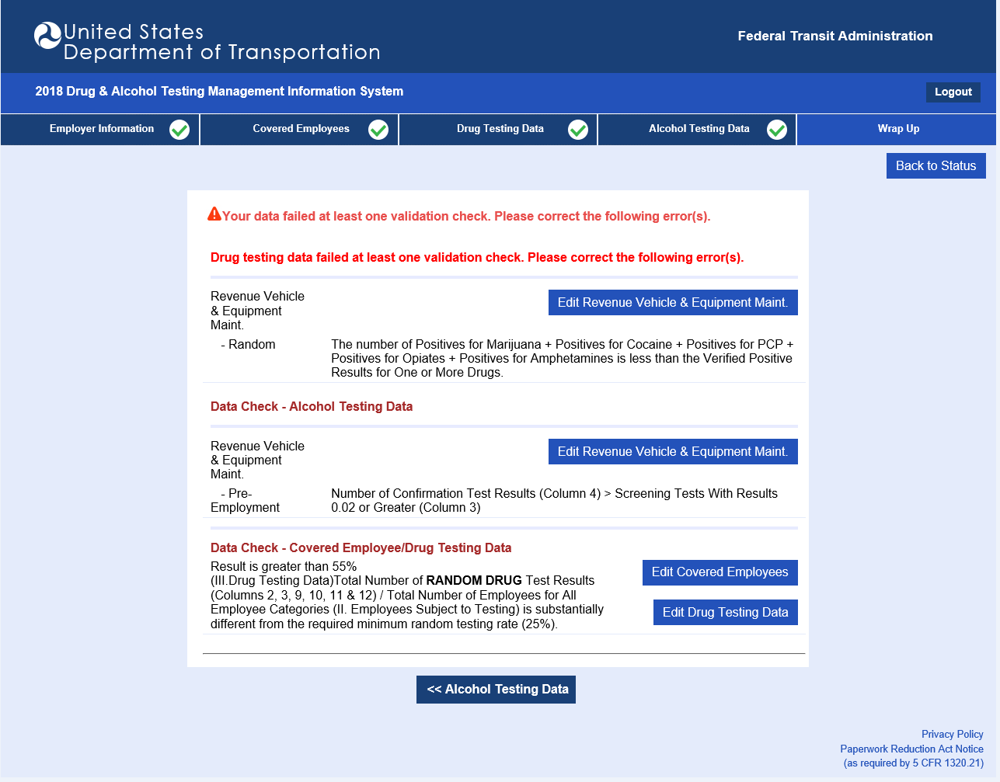 United States
Department of Transportation
Federal Transit Administration
2018 Drug & Alcohol Testing Management Information System
Logout
Employer Information
Covered Employees
Drug Testing Data
Alcohol Testing Data
Wrap Up
Back to Status
Your data failed at least one validation check. Please correct the following error(s).
Drug testing data failed at least one validation check. Please correct the following error(s).
Revenue Vehicle
& Equipment
Maint.
Edit Revenue Vehicle & Equipment Maint.
- Random
The number of Positives for Marijuana + Positives for Cocaine + Positives for PCP +
Positives for Opiates + Positives for Amphetamines is less than the Verified Positive
Results for One or More Drugs.
Data Check - Alcohol Testing Data
Revenue Vehicle
& Equipment
Maint.
Edit Revenue Vehicle & Equipment Maint.
- Pre-
Employment
Number of Confirmation Test Results (Column 4) > Screening Tests With Results
0.02 or Greater (Column 3)
Data Check - Covered Employee/Drug Testing Data
Result is greater than 55%
(III.Drug Testing Data)Total Number of RANDOM DRUG Test Results
(Columns 2, 3, 9, 10, 11 & 12) / Total Number of Employees for All
Employee Categories (II. Employees Subject to Testing) is substantially
different from the required minimum random testing rate (25%).
Edit Covered Employees
Edit Drug Testing Data
<< Alcohol Testing Data
Privacy Policy
Paperwork Reduction Act Notice
(as required by 5 CFR 1320.21)